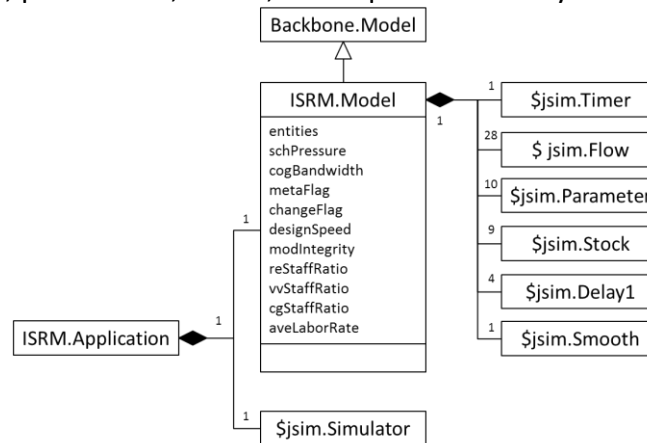 Backbone.Model
ISRM.Model
entities
schPressure
cogBandwidth
metaFlag
changeFlag
designSpeed
modIntegrity
reStaffRatio
vvStaffRatio
cgStaffRatio
aveLaborRate
1
1
$jsim.Timer
28
$ jsim.Flow
10
$jsim.Parameter
9
$jsim.Stock
4
$jsim.Delay1
1
$jsim.Smooth
ISRM.Application
1
1
1
$jsim.Simulator